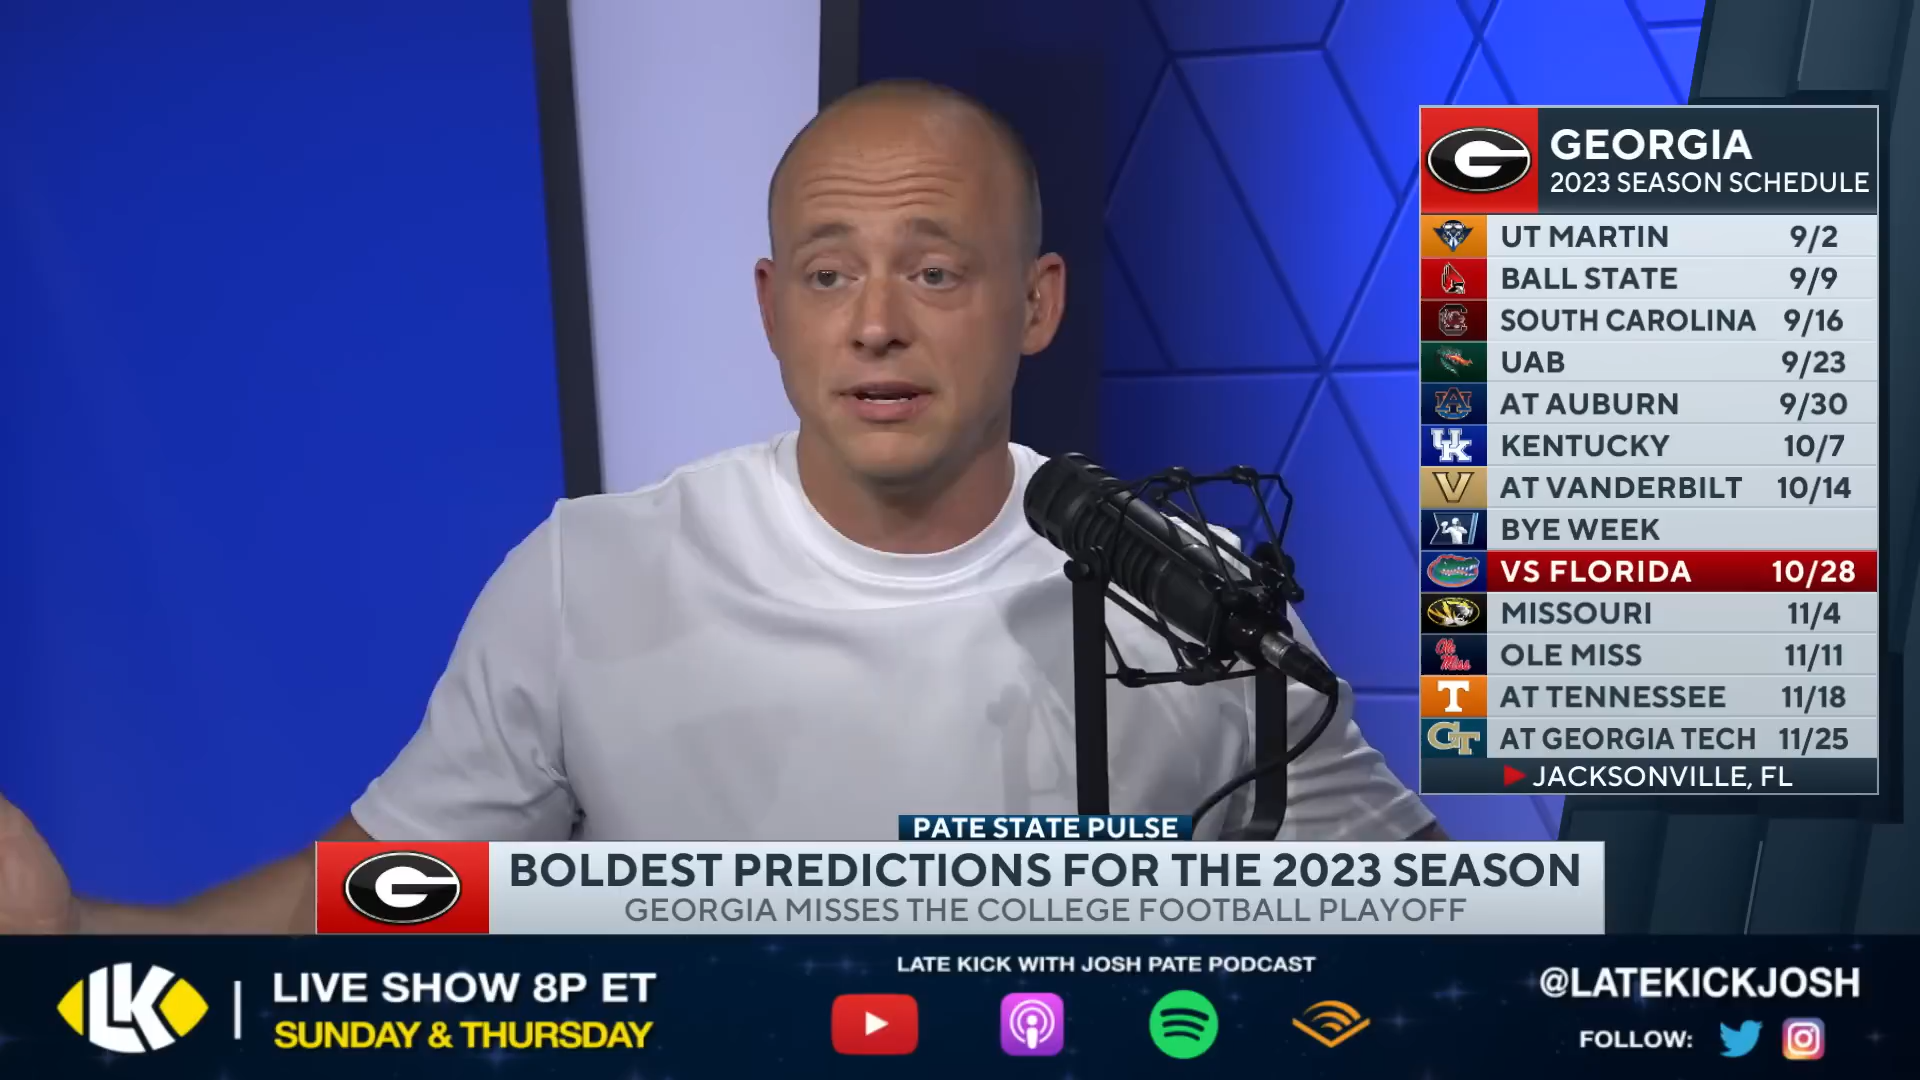 GEORGIA
2023 SEASON SCHEDULE
UT MARTIN 9/2
BALL STATE 9/9
SOUTH CAROLINA 9/16
UAB 9/23
AT AUBURN 9/30
KENTUCKY 10/7
AT VANDERBILT 10/14
BYE WEEK
VS FLORIDA 10/28
MISSOURI 11/4
Ole Miss
OLE MISS 11/11
AT TENNESSEE 11/18
AT GEORGIA TECH 11/25
JACKSONVILLE, FL
PATE STATE PULSE
BOLDEST PREDICTIONS FOR THE 2023 SEASON
GEORGIA MISSES THE COLLEGE FOOTBALL PLAYOFF
LK
LIVE SHOW 8P ET
SUNDAY & THURSDAY
LATE KICK WITH JOSH PATE PODCAST
@LATEKICKJOSH
FOLLOW: